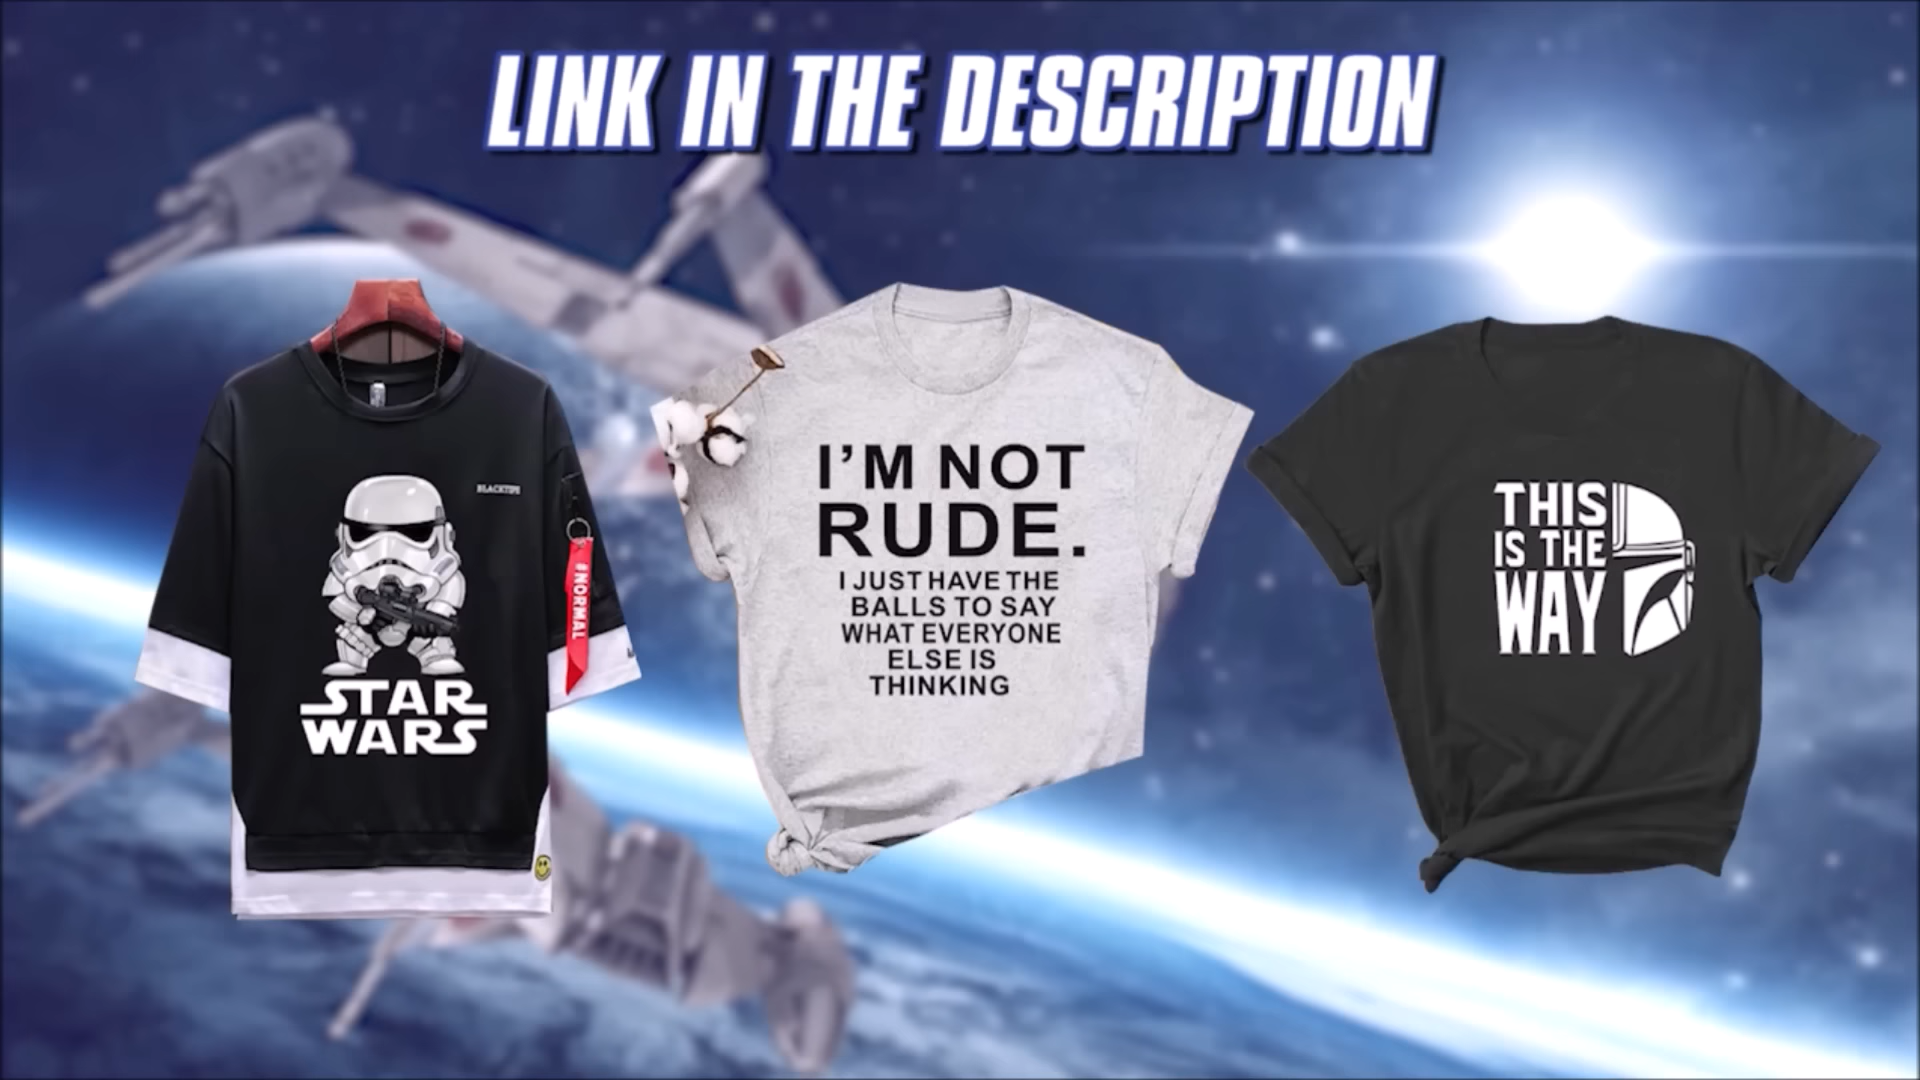 LINK IN THE DESCRIPTION
BLACKTIPS
#NORMAL
STAR
WARS
I'M NOT
RUDE.
I JUST HAVE THE
BALLS TO SAY
WHAT EVERYONE
ELSE IS
THINKING
THIS
IS THE
WAY